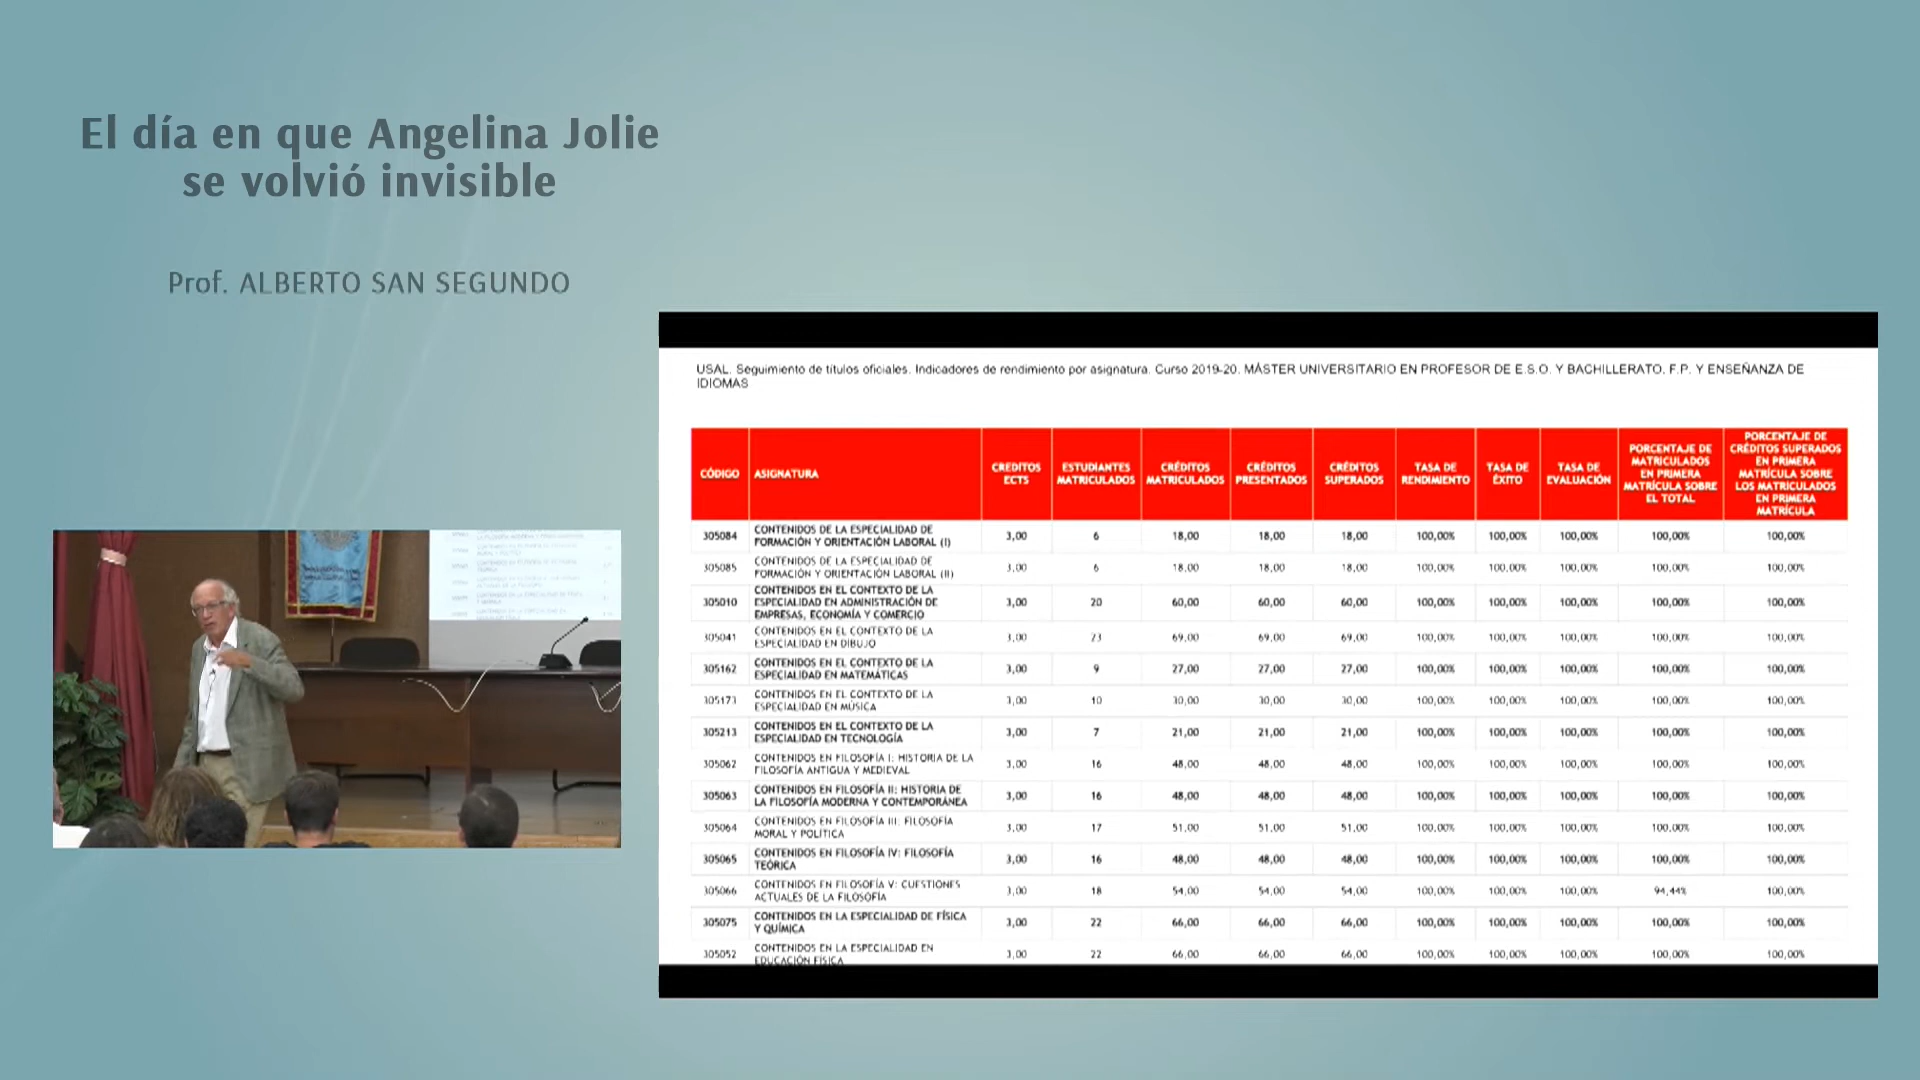 El día en que Angelina Jolie
se volvió invisible
Prof. ALBERTO SAN SEGUNDO
USAL. Seguimiento de títulos oficiales. Indicadores de rendimiento por asignatura. Curso 2019-20. MÁSTER UNIVERSITARIO EN PROFESOR DE E.S.O. Y BACHILLERATO. F.P. Y ENSEÑANZA DE
IDIOMAS
CÓDIGO ASIGNATURA CREDITOS ECTS ESTUDIANTES MATRICULADOS CRÉDITOS MATRICULADOS CRÉDITOS PRESENTADOS CRÉDITOS SUPERADOS TASA DE RENDIMIENTO TASA DE ÉXITO TASA DE EVALUACIÓN PORCENTAJE DE MATRICULADOS EN PRIMERA MATRÍCULA SOBRE EL TOTAL PORCENTAJE DE CRÉDITOS SUPERADOS EN PRIMERA MATRÍCULA SOBRE LOS MATRICULADOS EN PRIMERA MATRÍCULA
305084 CONTENIDOS DE LA ESPECIALIDAD DE FORMACIÓN Y ORIENTACIÓN LABORAL (I) 3,00 6 18,00 18,00 18,00 100,00% 100,00% 100,00% 100,00% 100,00%
305085 CONTENIDOS DE LA ESPECIALIDAD DE FORMACIÓN Y ORIENTACIÓN LABORAL (II) 3,00 6 18,00 18,00 18,00 100,00% 100,00% 100,00% 100,00% 100,00%
305010 CONTENIDOS EN EL CONTEXTO DE LA ESPECIALIDAD EN ADMINISTRACIÓN DE EMPRESAS, ECONOMÍA Y COMERCIO 3,00 20 60,00 60,00 60,00 100,00% 100,00% 100,00% 100,00% 100,00%
305041 CONTENIDOS EN EL CONTEXTO DE LA ESPECIALIDAD EN DIBUJO 3,00 23 69,00 69,00 69,00 100,00% 100,00% 100,00% 100,00% 100,00%
305162 CONTENIDOS EN EL CONTEXTO DE LA ESPECIALIDAD EN MATEMÁTICAS 3,00 9 27,00 27,00 27,00 100,00% 100,00% 100,00% 100,00% 100,00%
305173 CONTENIDOS EN EL CONTEXTO DE LA ESPECIALIDAD EN MÚSICA 3,00 10 30,00 30,00 30,00 100,00% 100,00% 100,00% 100,00% 100,00%
305213 CONTENIDOS EN EL CONTEXTO DE LA ESPECIALIDAD EN TECNOLOGÍA 3,00 7 21,00 21,00 21,00 100,00% 100,00% 100,00% 100,00% 100,00%
305062 CONTENIDOS EN FILOSOFÍA I: HISTORIA DE LA FILOSOFÍA ANTIGUA Y MEDIEVAL 3,00 16 48,00 48,00 48,00 100,00% 100,00% 100,00% 100,00% 100,00%
305063 CONTENIDOS EN FILOSOFÍA II: HISTORIA DE LA FILOSOFÍA MODERNA Y CONTEMPORÁNEA 3,00 16 48,00 48,00 48,00 100,00% 100,00% 100,00% 100,00% 100,00%
305064 CONTENIDOS EN FILOSOFÍA III: FILOSOFÍA MORAL Y POLÍTICA 3,00 17 51,00 51,00 51,00 100,00% 100,00% 100,00% 100,00% 100,00%
305065 CONTENIDOS EN FILOSOFÍA IV: FILOSOFÍA TEÓRICA 3,00 16 48,00 48,00 48,00 100,00% 100,00% 100,00% 100,00% 100,00%
305066 CONTENIDOS EN FILOSOFÍA V: CUESTIONES ACTUALES DE LA FILOSOFÍA 3,00 18 54,00 54,00 54,00 100,00% 100,00% 100,00% 94,44% 100,00%
305075 CONTENIDOS EN LA ESPECIALIDAD DE FÍSICA Y QUÍMICA 3,00 22 66,00 66,00 66,00 100,00% 100,00% 100,00% 100,00% 100,00%
305052 CONTENIDOS EN LA ESPECIALIDAD EN EDUCACIÓN FÍSICA 3,00 22 66,00 66,00 66,00 100,00% 100,00% 100,00% 100,00% 100,00%